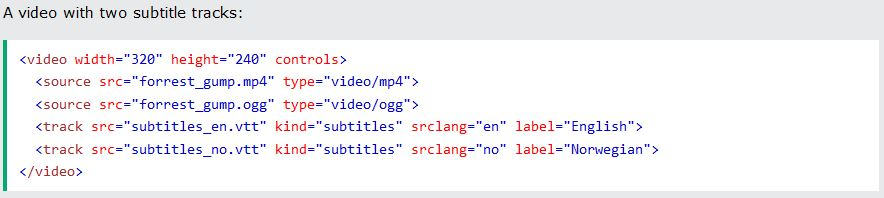 A video with two subtitle tracks:
<video width="320" height="240" controls>
<source src="forrest_gump.mp4" type="video/mp4">
<source src="forrest_gump.ogg" type="video/ogg">
<track src="subtitles_en.vtt" kind="subtitles" srclang="en" label="English">
<track src="subtitles_no.vtt" kind="subtitles" srclang="no" label="Norwegian">
</video>